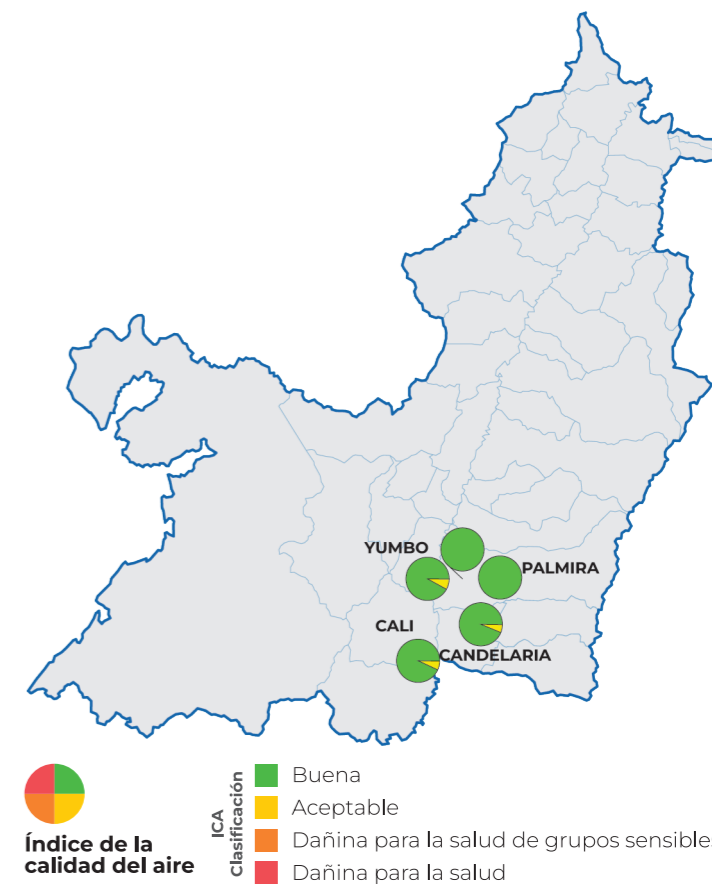 YUMBO
PALMIRA
CALI
CANDELARIA
Índice de la
calidad del aire
ICA
Clasificación
Buena
Aceptable
Dañina para la salud de grupos sensibles
Dañina para la salud